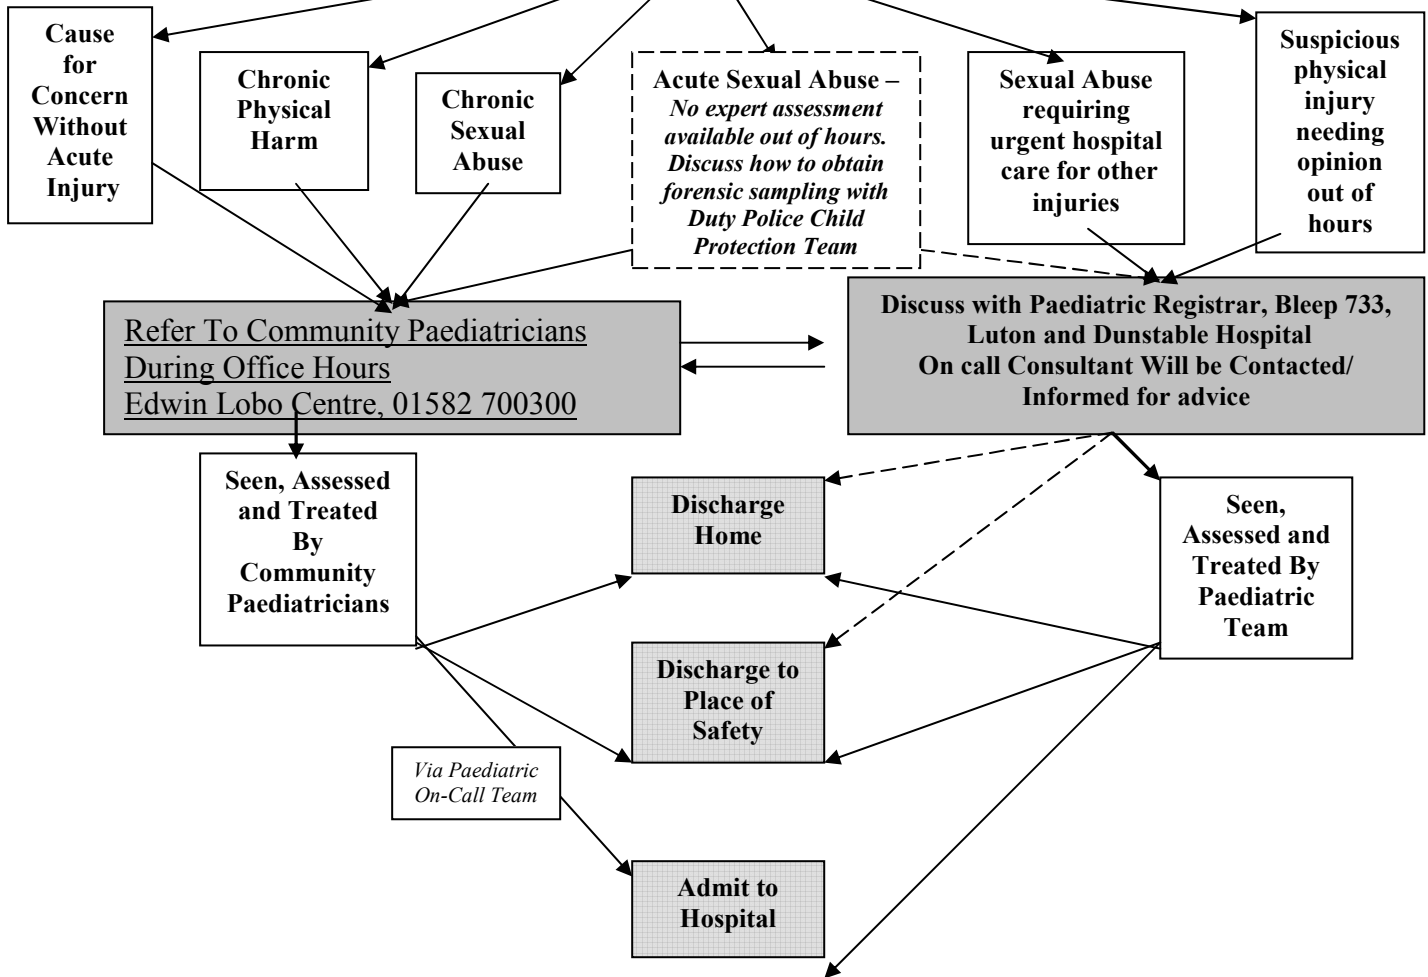 Cause
for
Concern
Without
Acute
Injury
Chronic
Physical
Harm
Chronic
Sexual
Abuse
Acute Sexual Abuse –
No expert assessment
available out of hours.
Discuss how to obtain
forensic sampling with
Duty Police Child
Protection Team
Sexual Abuse
requiring
urgent hospital
care for other
injuries
Suspicious
physical
injury
needing
opinion
out of
hours
Refer To Community Paediatricians
During Office Hours
Edwin Lobo Centre, 01582 700300
Discuss with Paediatric Registrar, Bleep 733,
Luton and Dunstable Hospital
On call Consultant Will be Contacted/
Informed for advice
Seen, Assessed
and Treated
By
Community
Paediatricians
Discharge
Home
Seen,
Assessed and
Treated By
Paediatric
Team
Discharge to
Place of
Safety
Via Paediatric
On-Call Team
Admit to
Hospital